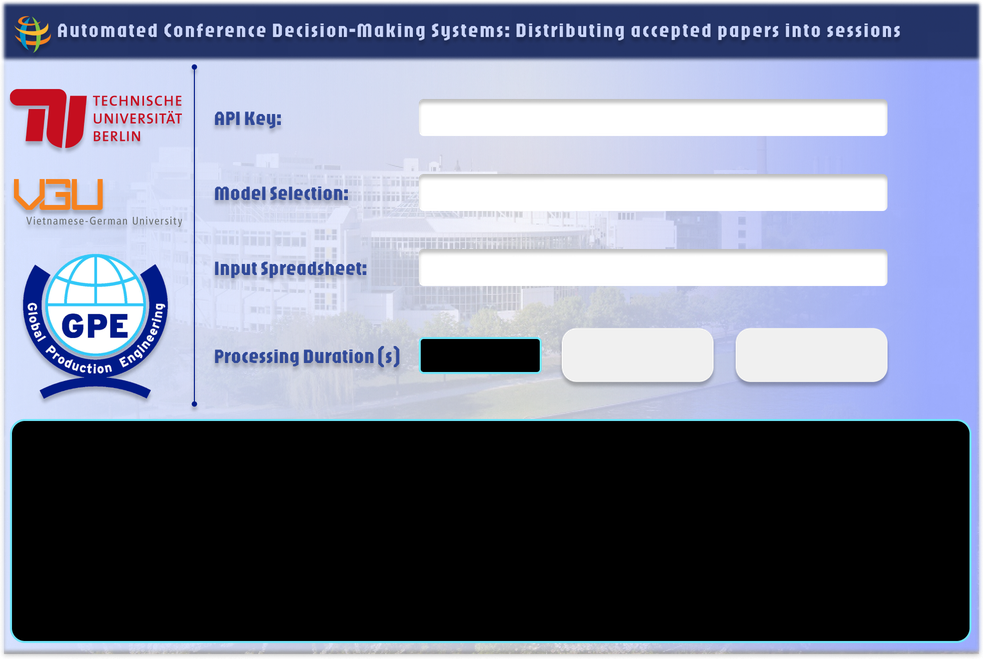 Automated Conference Decision-Making Systems: Distributing accepted papers into sessions
TECHNISCHE
UNIVERSITÄT
BERLIN
VGU
Vietnamese-German University
GPE
Global Production Engineering
API Key:
Model Selection:
Input Spreadsheet:
Processing Duration (s)